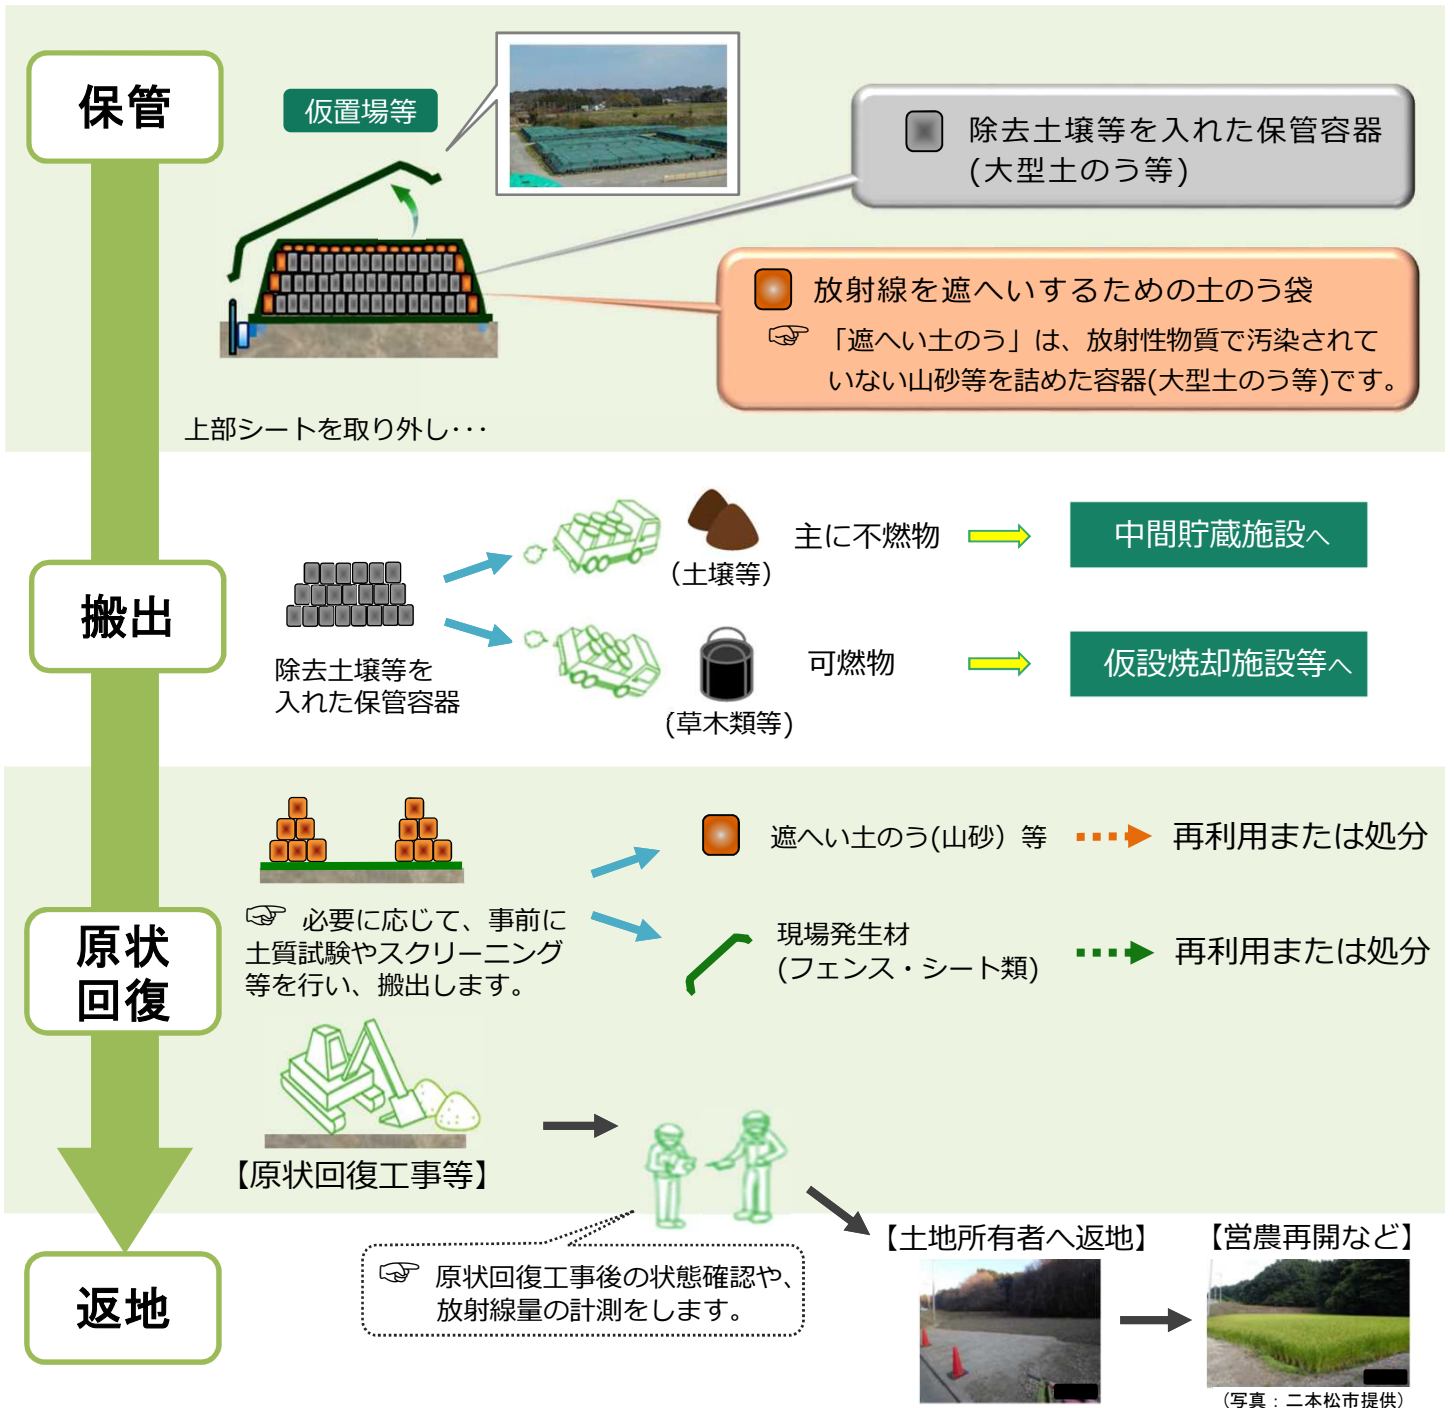 保管
仮置場等
除去土壌等を入れた保管容器
(大型土のう等)
放射線を遮へいするための土のう袋
☞ 「遮へい土のう」は、放射性物質で汚染されて
いない山砂等を詰めた容器(大型土のう等)です。
上部シートを取り外し･･･
搬出
除去土壌等を
入れた保管容器
(土壌等)
主に不燃物
中間貯蔵施設へ
(草木類等)
可燃物
仮設焼却施設等へ
原状
回復
☞ 必要に応じて、事前に
土質試験やスクリーニング
等を行い、搬出します。
遮へい土のう(山砂）等
再利用または処分
現場発生材
(フェンス・シート類)
再利用または処分
【原状回復工事等】
☞ 原状回復工事後の状態確認や、
放射線量の計測をします。
返地
【土地所有者へ返地】
【営農再開など】
（写真：二本松市提供）